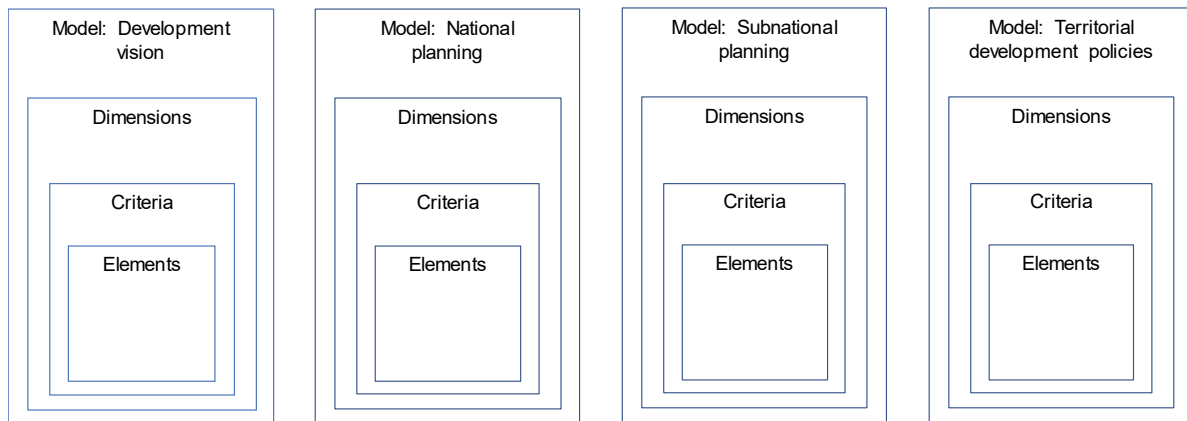 Model: Development
vision
Dimensions
Criteria
Elements
Model: National
planning
Dimensions
Criteria
Elements
Model: Subnational
planning
Dimensions
Criteria
Elements
Model: Territorial
development policies
Dimensions
Criteria
Elements